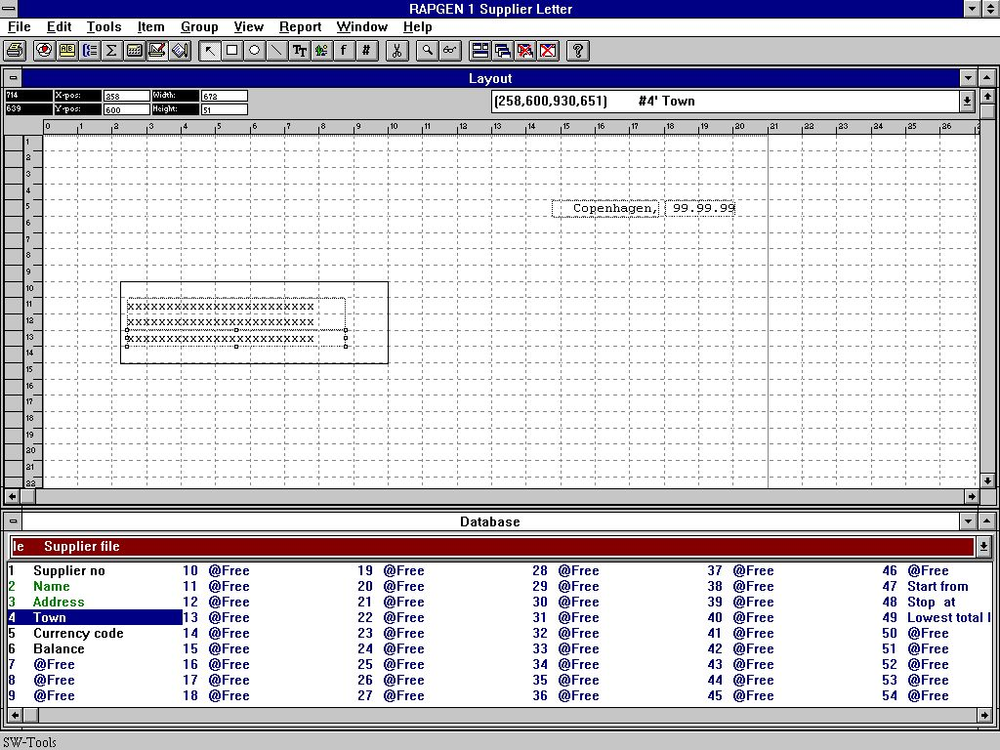 RAPGEN 1 Supplier Letter
File Edit Tools Item Group View Report Window Help
Layout
714 X-pos: 258 Width: 672
639 Y-pos: 600 Height: 51
(258,600,930,651) #4' Town
0 1 2 3 4 5 6 7 8 9 10 11 12 13 14 15 16 17 18 19 20 21 22 23 24 25 26
1
2
3
4
5 Copenhagen, 99.99.99
6
7
8
9
10
11 xxxxxxxxxxxxxxxxxxxxxxxx
12 xxxxxxxxxxxxxxxxxxxxxxxx
13 xxxxxxxxxxxxxxxxxxxxxxxx
14
15
16
17
18
19
20
21
22
Database
le Supplier file
1 Supplier no 10 @Free 19 @Free 28 @Free 37 @Free 46 @Free
2 Name 11 @Free 20 @Free 29 @Free 38 @Free 47 Start from
3 Address 12 @Free 21 @Free 30 @Free 39 @Free 48 Stop at
4 Town 13 @Free 22 @Free 31 @Free 40 @Free 49 Lowest total l
5 Currency code 14 @Free 23 @Free 32 @Free 41 @Free 50 @Free
6 Balance 15 @Free 24 @Free 33 @Free 42 @Free 51 @Free
7 @Free 16 @Free 25 @Free 34 @Free 43 @Free 52 @Free
8 @Free 17 @Free 26 @Free 35 @Free 44 @Free 53 @Free
9 @Free 18 @Free 27 @Free 36 @Free 45 @Free 54 @Free
SW-Tools